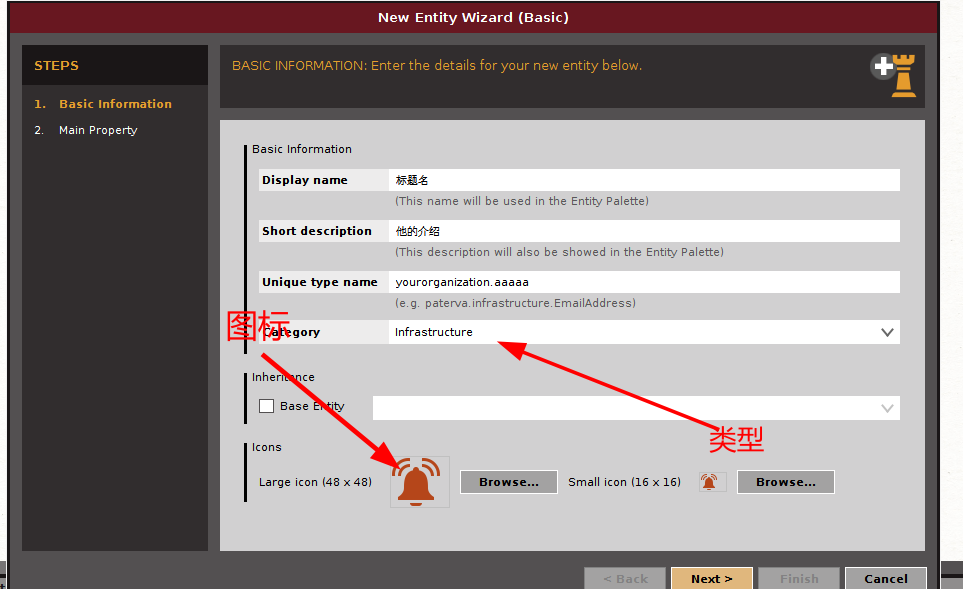 New Entity Wizard (Basic)
STEPS
1. Basic Information
2. Main Property
BASIC INFORMATION: Enter the details for your new entity below.
Basic Information
Display name 标题名
(This name will be used in the Entity Palette)
Short description 他的介绍
(This description will also be showed in the Entity Palette)
Unique type name yourorganization.aaaaa
(e.g. paterva.infrastructure.EmailAddress)
图标
Category Infrastructure
Inheritance
Base Entity
类型
Icons
Large icon (48 x 48) Browse... Small icon (16 x 16) Browse...
< Back Next > Finish Cancel